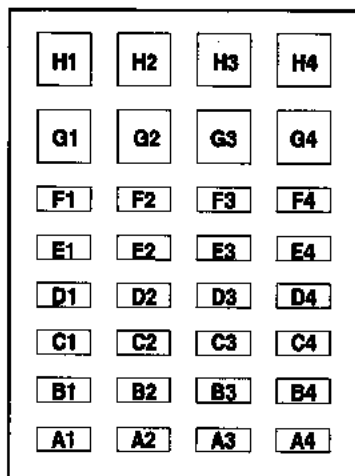 H1 H2 H3 H4
G1 G2 G3 G4
F1 F2 F3 F4
E1 E2 E3 E4
D1 D2 D3 D4
C1 C2 C3 C4
B1 B2 B3 B4
A1 A2 A3 A4